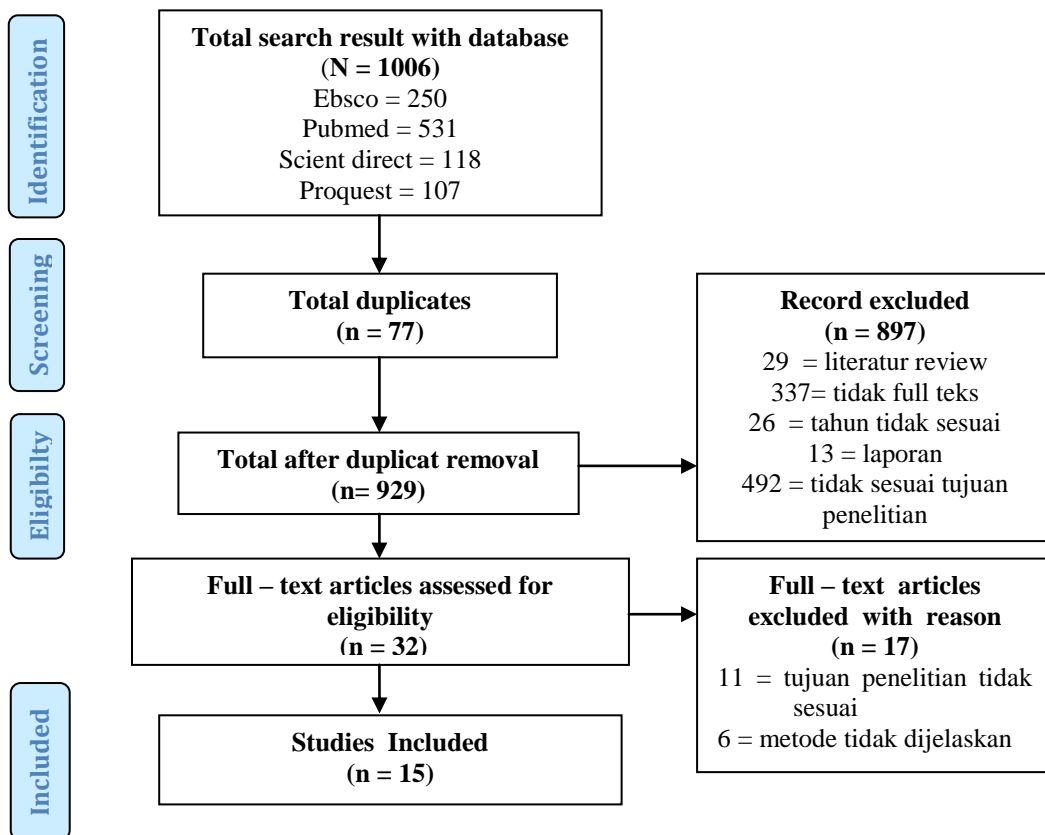 Identification
Total search result with database
(N = 1006)
Ebsco = 250
Pubmed = 531
Scient direct = 118
Proquest = 107
Screening
Total duplicates
(n = 77)
Record excluded
(n = 897)
29 = literatur review
337= tidak full teks
26 = tahun tidak sesuai
13 = laporan
492 = tidak sesuai tujuan
penelitian
Eligibilty
Total after duplicat removal
(n= 929)
Full – text articles assessed for
eligibility
(n = 32)
Full – text articles
excluded with reason
(n = 17)
11 = tujuan penelitian tidak
sesuai
6 = metode tidak dijelaskan
Included
Studies Included
(n = 15)